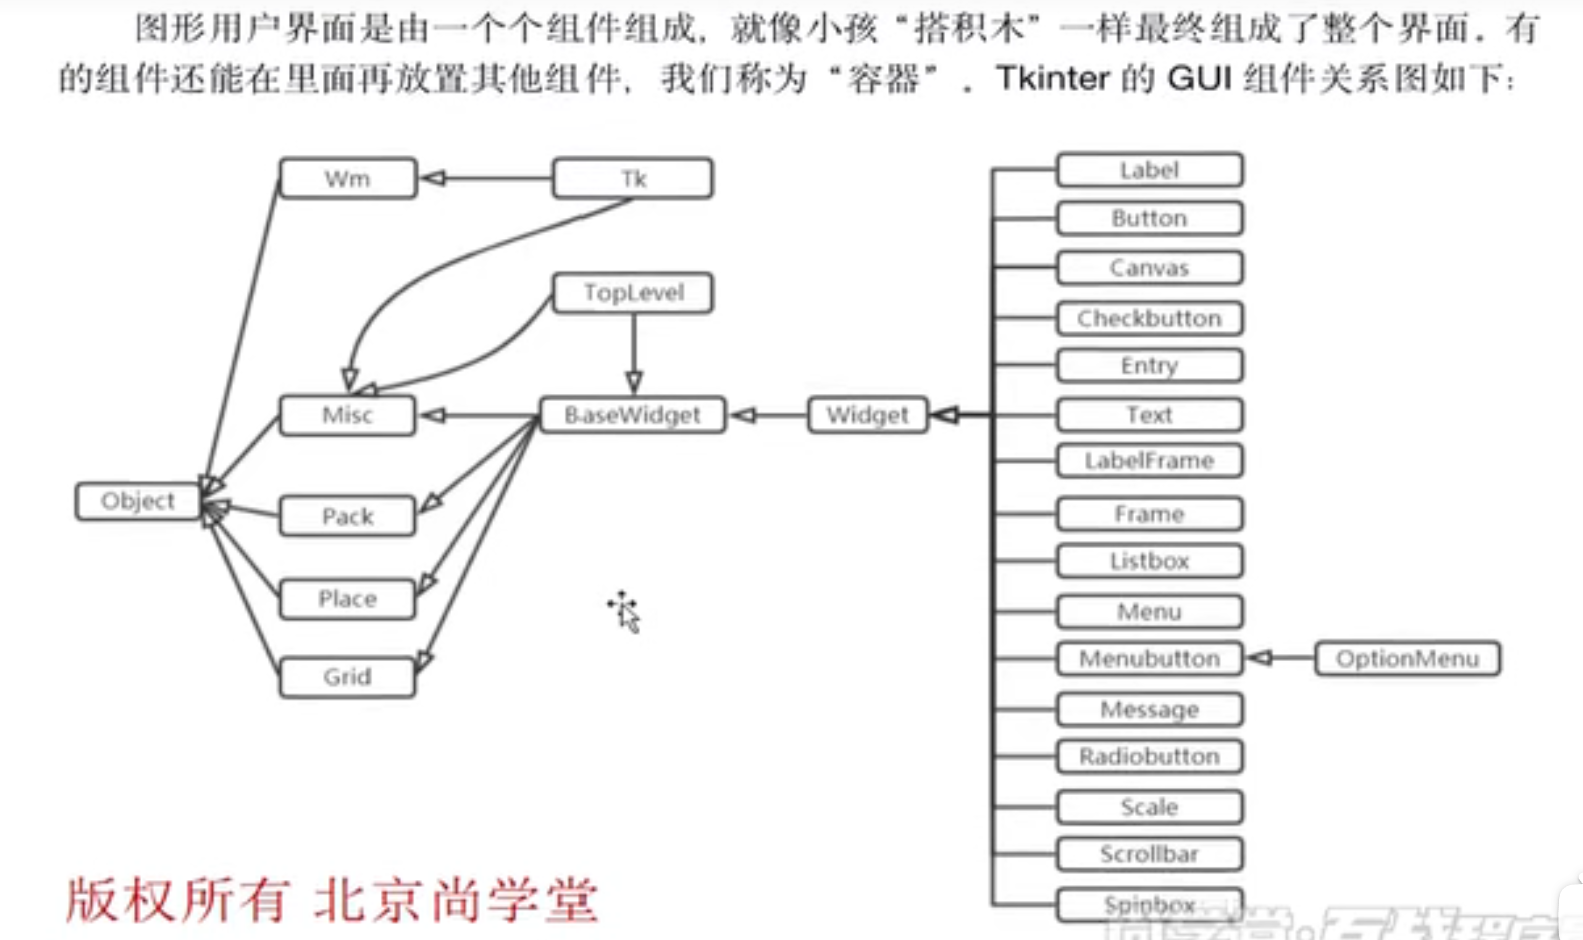 图形用户界面是由一个个组件组成，就像小孩“搭积木”一样最终组成了整个界面。有
的组件还能在里面再放置其他组件，我们称为“容器”。Tkinter 的 GUI 组件关系图如下：
Wm
Tk
TopLevel
Misc
BaseWidget
Widget
Object
Pack
Place
Grid
Label
Button
Canvas
Checkbutton
Entry
Text
LabelFrame
Frame
Listbox
Menu
Menubutton
OptionMenu
Message
Radiobutton
Scale
Scrollbar
Spinbox
版权所有 北京尚学堂